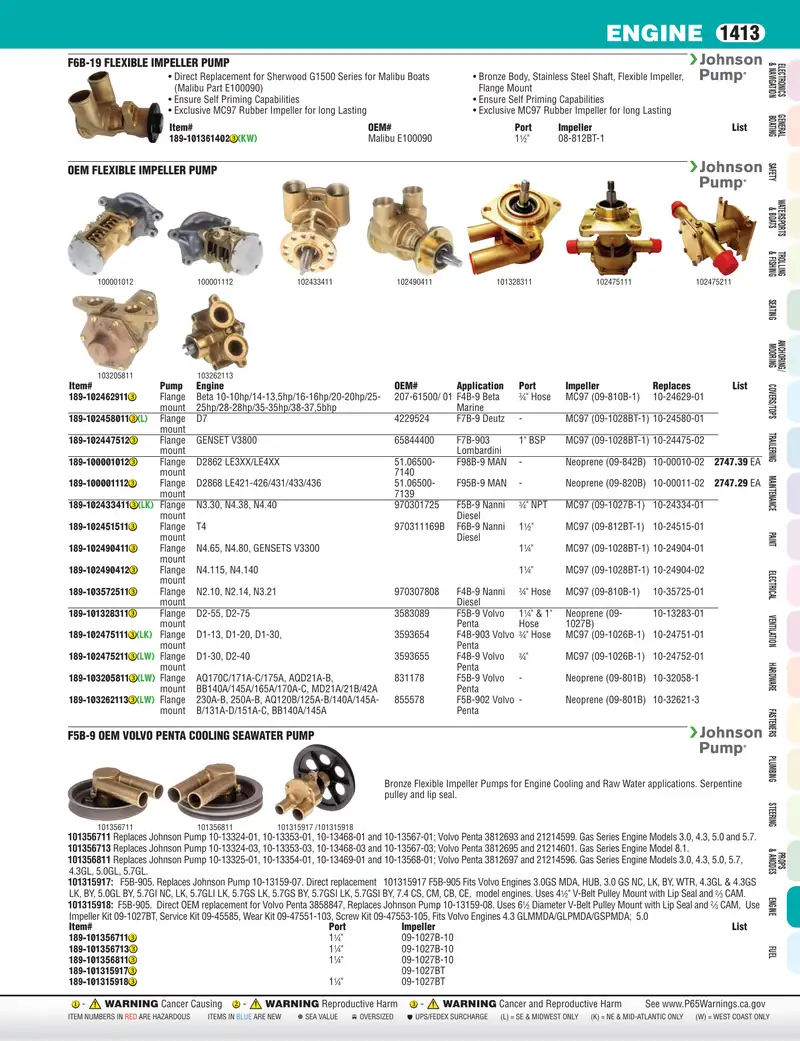 ENGINE 1413
F6B-19 FLEXIBLE IMPELLER PUMP
Johnson Pump
• Direct Replacement for Sherwood G1500 Series for Malibu Boats
(Malibu Part E100090)
• Ensure Self Priming Capabilities
• Exclusive MC97 Rubber Impeller for long Lasting
• Bronze Body, Stainless Steel Shaft, Flexible Impeller,
Flange Mount
• Ensure Self Priming Capabilities
• Exclusive MC97 Rubber Impeller for long Lasting
Item# OEM# Port Impeller List
189-101361402 3 (KW) Malibu E100090 1½" 08-812BT-1
OEM FLEXIBLE IMPELLER PUMP
Johnson Pump
100001012 100001112 102433411 102490411 101328311 102475111 102475211
103205811 103262113
Item# Pump Engine OEM# Application Port Impeller Replaces List
189-102462911 3 Flange Beta 10-10hp/14-13,5hp/16-16hp/20-20hp/25- 207-61500/ 01 F4B-9 Beta ¾" Hose MC97 (09-810B-1) 10-24629-01
mount 25hp/28-28hp/35-35hp/38-37,5bhp Marine
189-102458011 3 (L) Flange D7 4229524 F7B-9 Deutz - MC97 (09-1028BT-1) 10-24580-01
mount
189-102447512 3 Flange GENSET V3800 65844400 F7B-903 1" BSP MC97 (09-1028BT-1) 10-24475-02
mount Lombardini
189-100001012 3 Flange D2862 LE3XX/LE4XX 51.06500- F98B-9 MAN - Neoprene (09-842B) 10-00010-02 2747.39 EA
mount 7140
189-100001112 3 Flange D2868 LE421-426/431/433/436 51.06500- F95B-9 MAN - Neoprene (09-820B) 10-00011-02 2747.29 EA
mount 7139
189-102433411 3 (LK) Flange N3.30, N4.38, N4.40 970301725 F5B-9 Nanni ¾" NPT MC97 (09-1027B-1) 10-24334-01
mount Diesel
189-102451511 3 Flange T4 970311169B F6B-9 Nanni 1½" MC97 (09-812BT-1) 10-24515-01
mount Diesel
189-102490411 3 Flange N4.65, N4.80, GENSETS V3300 1¼" MC97 (09-1028BT-1) 10-24904-01
mount
189-102490412 3 Flange N4.115, N4.140 1¼" MC97 (09-1028BT-1) 10-24904-02
mount
189-103572511 3 Flange N2.10, N2.14, N3.21 970307808 F4B-9 Nanni ¾" Hose MC97 (09-810B-1) 10-35725-01
mount Diesel
189-101328311 3 Flange D2-55, D2-75 3583089 F5B-9 Volvo 1¼" & 1" Neoprene (09- 10-13283-01
mount Penta Hose 1027B)
189-102475111 3 (LK) Flange D1-13, D1-20, D1-30, 3593654 F4B-903 Volvo ¾" Hose MC97 (09-1026B-1) 10-24751-01
mount Penta
189-102475211 3 (LW) Flange D1-30, D2-40 3593655 F4B-9 Volvo ¾" MC97 (09-1026B-1) 10-24752-01
mount Penta
189-103205811 3 (LW) Flange AQ170C/171A-C/175A, AQD21A-B, 831178 F5B-9 Volvo - Neoprene (09-801B) 10-32058-1
mount BB140A/145A/165A/170A-C, MD21A/21B/42A Penta
189-103262113 3 (LW) Flange 230A-B, 250A-B, AQ120B/125A-B/140A/145A- 855578 F5B-902 Volvo - Neoprene (09-801B) 10-32621-3
mount B/131A-D/151A-C, BB140A/145A Penta
F5B-9 OEM VOLVO PENTA COOLING SEAWATER PUMP
Johnson Pump
Bronze Flexible Impeller Pumps for Engine Cooling and Raw Water applications. Serpentine
pulley and lip seal.
101356711 101356811 101315917 /101315918
101356711 Replaces Johnson Pump 10-13324-01, 10-13353-01, 10-13468-01 and 10-13567-01; Volvo Penta 3812693 and 21214599. Gas Series Engine Models 3.0, 4.3, 5.0 and 5.7.
101356713 Replaces Johnson Pump 10-24324-03, 10-13353-03, 10-13468-03 and 10-13567-03; Volvo Penta 3812695 and 21214601. Gas Series Engine Model 8.1.
101356811 Replaces Johnson Pump 10-13325-01, 10-13354-01, 10-13469-01 and 10-13568-01; Volvo Penta 3812697 and 21214596. Gas Series Engine Models 3.0, 4.3, 5.0, 5.7,
4.3GL, 5.0GL, 5.7GL.
101315917: F5B-905. Replaces Johnson Pump 10-13159-07. Direct replacement 101315917 F5B-905 Fits Volvo Engines 3.0GS MDA, HUB, 3.0 GS NC, LK, BY, WTR, 4.3GL & 4.3GS
LK, BY, 5.0GL BY, 5.7GI NC, LK, 5.7GLI LK, 5.7GS LK, 5.7GS BY, 5.7GSI LK, 5.7GSI BY, 7.4 CS, CM, CB, CE, model engines. Uses 4½" V-Belt Pulley Mount with Lip Seal and ⅔ CAM.
101315918: F5B-905. Direct OEM replacement for Volvo Penta 3858847, Replaces Johnson Pump 10-13159-08. Uses 6½ Diameter V-Belt Pulley Mount with Lip Seal and ⅔ CAM, Use
Impeller Kit 09-1027BT, Service Kit 09-45585, Wear Kit 09-47551-103, Screw Kit 09-47553-105, Fits Volvo Engines 4.3 GLMMDA/GLPMDA/GSPMDA; 5.0
Item# Port Impeller List
189-101356711 3 1¼" 09-1027B-10
189-101356713 3 1¼" 09-1027B-10
189-101356811 3 1¼" 09-1027B-10
189-101315917 3 09-1027BT
189-101315918 3 1¼" 09-1027BT
1 - WARNING Cancer Causing 2 - WARNING Reproductive Harm 3 - WARNING Cancer and Reproductive Harm See www.P65Warnings.ca.gov
ITEM NUMBERS IN RED ARE HAZARDOUS ITEMS IN BLUE ARE NEW SEA VALUE OVERSIZED UPS/FEDEX SURCHARGE (L) = SE & MIDWEST ONLY (K) = NE & MID-ATLANTIC ONLY (W) = WEST COAST ONLY
ELECTRONICS
& NAVIGATION
GENERAL
BOATING
SAFETY
WATERSPORTS
& BOATS
TROLLING
& FISHING
SEATING
ANCHORING/
MOORING
COVERS/TOPS
TRAILERING
MAINTENANCE
PAINT
ELECTRICAL
VENTILATION
HARDWARE
FASTENERS
PLUMBING
STEERING
PROPS
& ANODES
ENGINE
FUEL